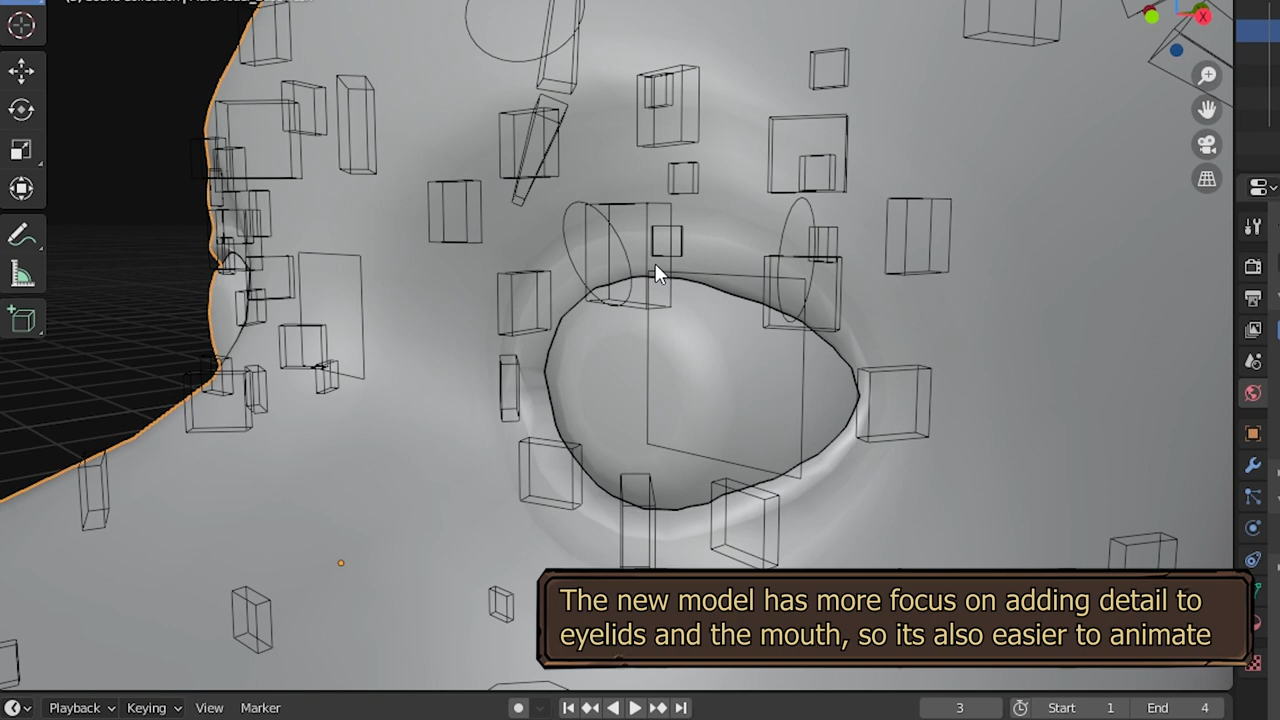 X
The new model has more focus on adding detail to
eyelids and the mouth, so its also easier to animate
Playback Keying View Marker 3 Start 1 End 4